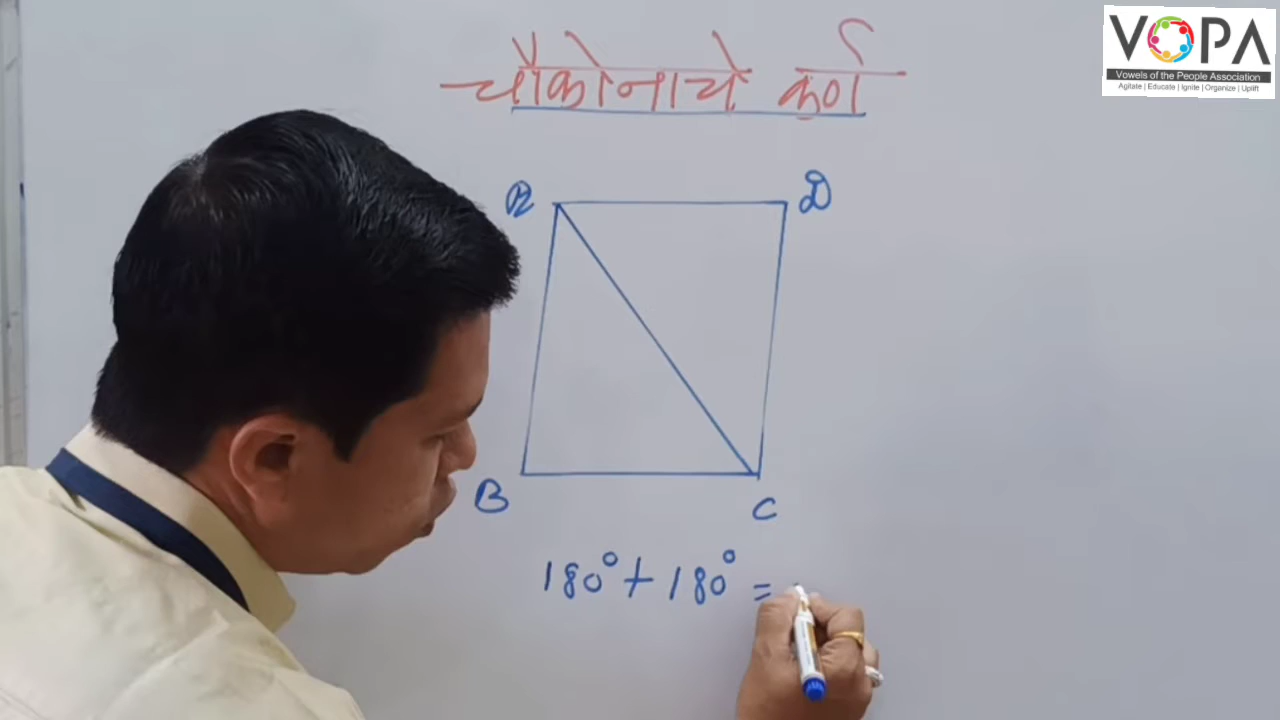 चौकोनाचे कर्ण
VOPA
Vowels of the People Association
Agitate | Educate | Ignite | Organize | Uplift
A
D
B
C
180° + 180° =